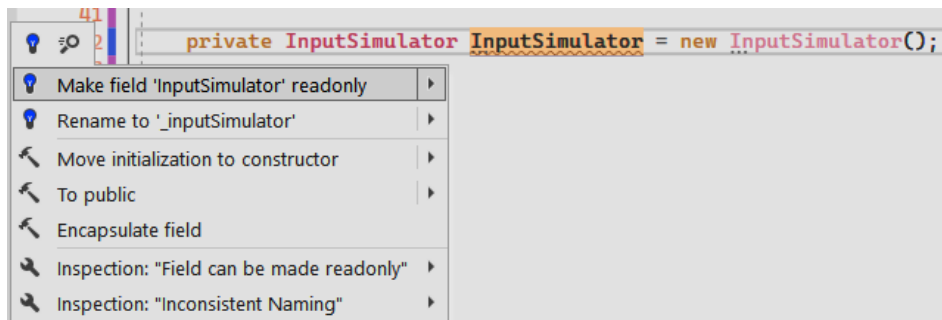 41
2 private InputSimulator InputSimulator = new InputSimulator();
Make field 'InputSimulator' readonly
Rename to '_inputSimulator'
Move initialization to constructor
To public
Encapsulate field
Inspection: "Field can be made readonly"
Inspection: "Inconsistent Naming"